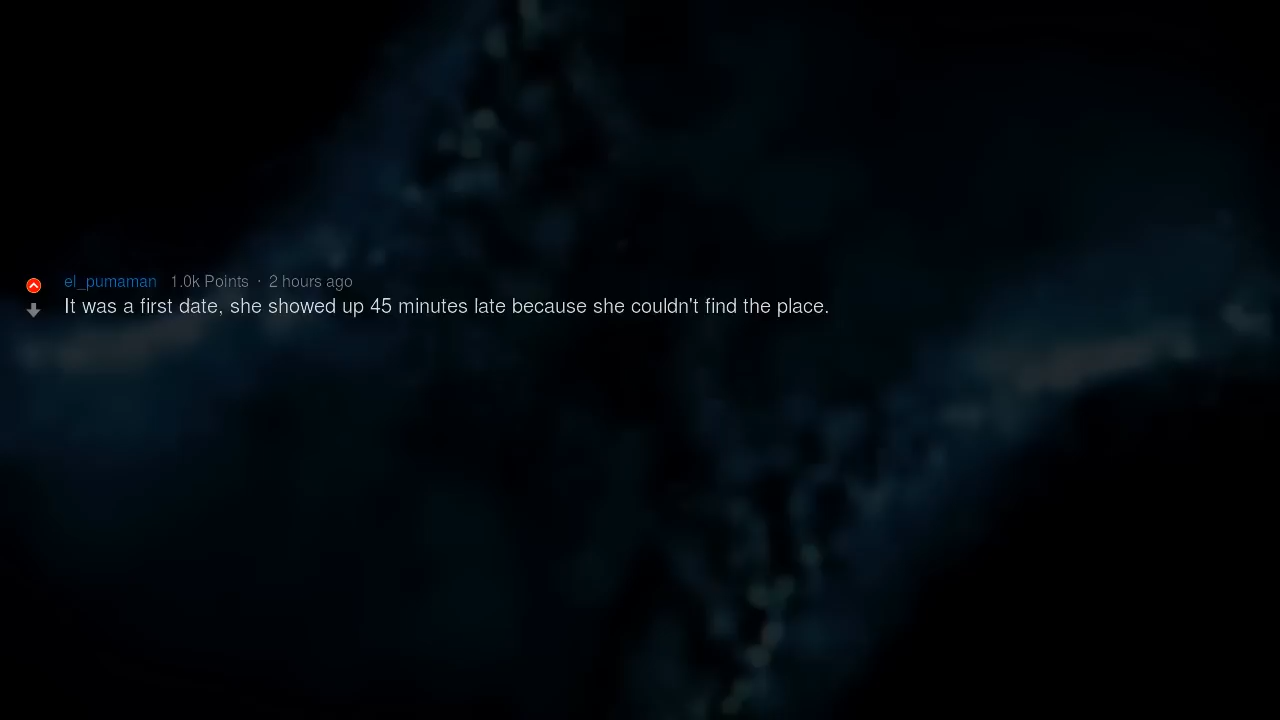 el_pumaman 1.0k Points · 2 hours ago
It was a first date, she showed up 45 minutes late because she couldn't find the place.